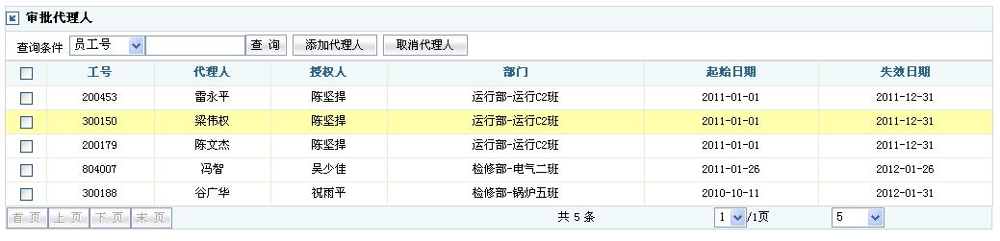 审批代理人
查询条件 员工号 查 询 添加代理人 取消代理人
工号 代理人 授权人 部门 起始日期 失效日期
200453 雷永平 陈坚捍 运行部-运行C2班 2011-01-01 2011-12-31
300150 梁伟权 陈坚捍 运行部-运行C2班 2011-01-01 2011-12-31
200179 陈文杰 陈坚捍 运行部-运行C2班 2011-01-01 2011-12-31
804007 冯智 吴少佳 检修部-电气二班 2011-01-26 2012-01-26
300188 谷广华 祝雨平 检修部-锅炉五班 2010-10-11 2012-01-31
首 页 上 页 下 页 末 页 共 5 条 1 /1页 5